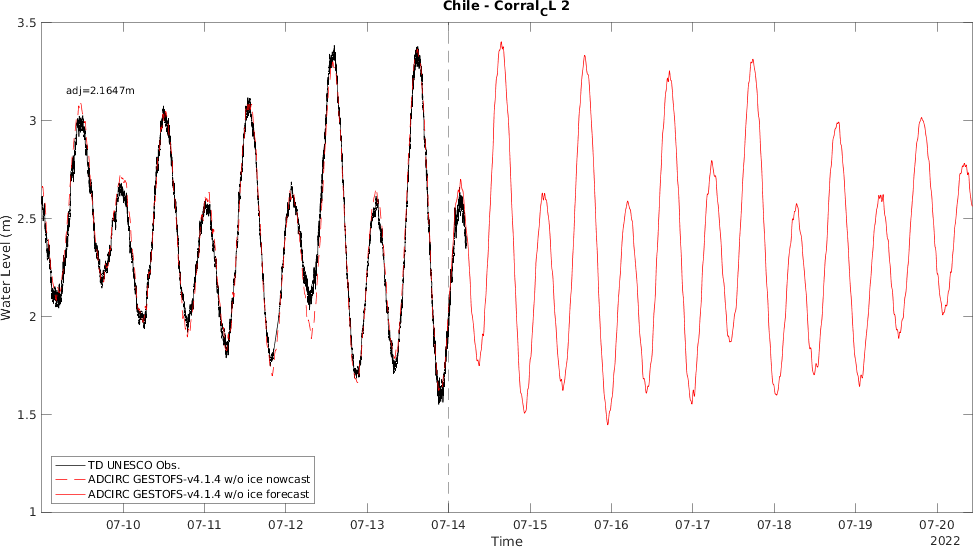 Chile - CorralCL 2
adj=2.1647m
Water Level (m)
3.5
3
2.5
2
1.5
1
TD UNESCO Obs.
ADCIRC GESTOFS-v4.1.4 w/o ice nowcast
ADCIRC GESTOFS-v4.1.4 w/o ice forecast
07-10 07-11 07-12 07-13 07-14 07-15 07-16 07-17 07-18 07-19 07-20
Time
2022